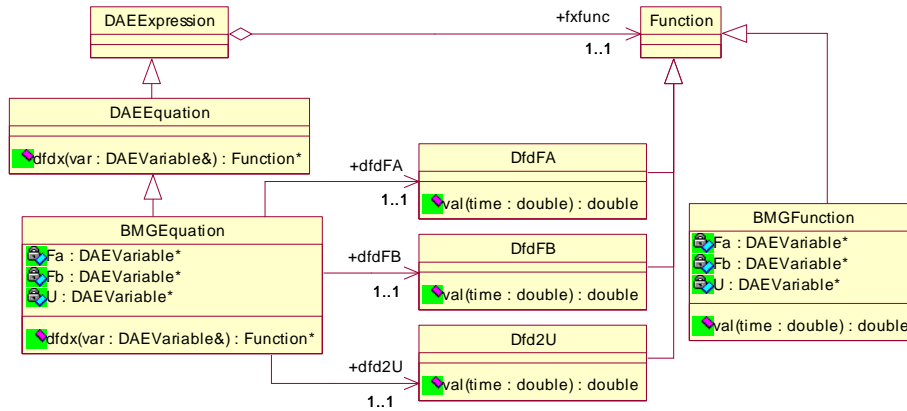 DAEExpression
+fxfunc
Function
1..1
DAEEquation
dfdx(var : DAEVariable&) : Function*
+dfdFA
1..1
DfdFA
val(time : double) : double
BMGEquation
Fa : DAEVariable*
Fb : DAEVariable*
U : DAEVariable*
dfdx(var : DAEVariable&) : Function*
+dfdFB
1..1
DfdFB
val(time : double) : double
BMGFunction
Fa : DAEVariable*
Fb : DAEVariable*
U : DAEVariable*
val(time : double) : double
+dfd2U
1..1
Dfd2U
val(time : double) : double